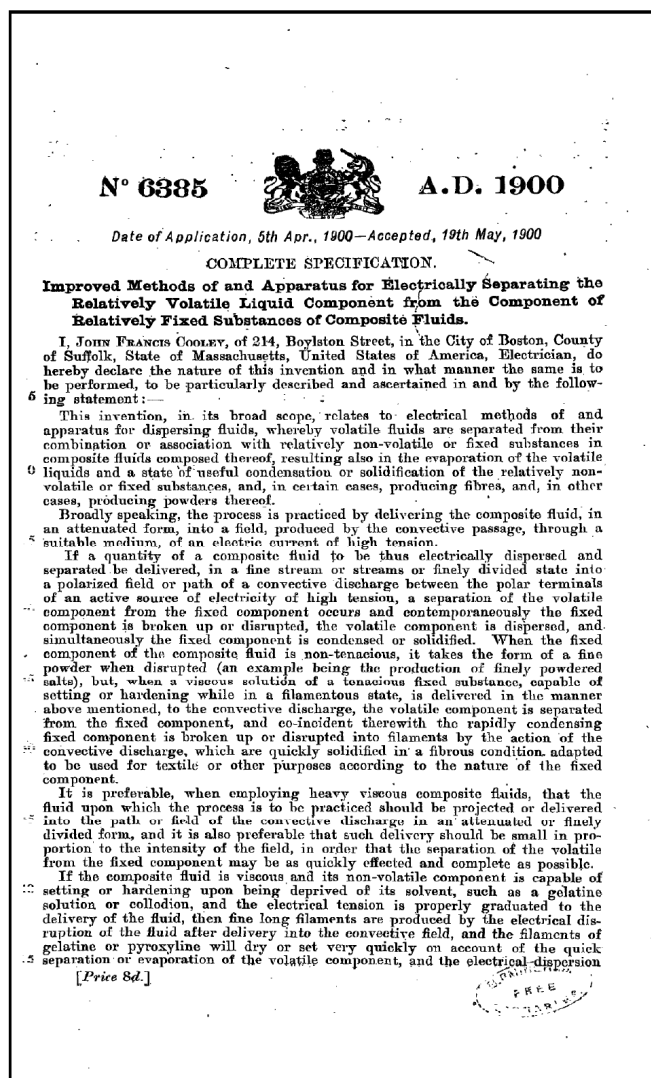 Nº 6385 A.D. 1900
Date of Application, 5th Apr., 1900—Accepted, 19th May, 1900
COMPLETE SPECIFICATION.
Improved Methods of and Apparatus for Electrically Separating the
Relatively Volatile Liquid Component from the Component of
Relatively Fixed Substances of Composite Fluids.
I, JOHN FRANCIS COOLEY, of 214, Boylston Street, in the City of Boston, County
of Suffolk, State of Massachusetts, United States of America, Electrician, do
hereby declare the nature of this invention and in what manner the same is to
be performed, to be particularly described and ascertained in and by the follow-
5 ing statement:—
This invention, in its broad scope, relates to electrical methods of and
apparatus for dispersing fluids, whereby volatile fluids are separated from their
combination or association with relatively non-volatile or fixed substances in
composite fluids composed thereof, resulting also in the evaporation of the volatile
0 liquids and a state of useful condensation or solidification of the relatively non-
volatile or fixed substances, and, in certain cases, producing fibres, and, in other
cases, producing powders thereof.
Broadly speaking, the process is practiced by delivering the composite fluid, in
an attenuated form, into a field, produced by the convective passage, through a
5 suitable medium, of an electric current of high tension.
If a quantity of a composite fluid to be thus electrically dispersed and
separated be delivered, in a fine stream or streams or finely divided state into
a polarized field or path of a convective discharge between the polar terminals
of an active source of electricity of high tension, a separation of the volatile
component from the fixed component occurs and contemporaneously the fixed
component is broken up or disrupted, the volatile component is dispersed, and
simultaneously the fixed component is condensed or solidified. When the fixed
component of the composite fluid is non-tenacious, it takes the form of a fine
powder when disrupted (an example being the production of finely powdered
salts), but, when a viscous solution of a tenacious fixed substance, capable of
setting or hardening while in a filamentous state, is delivered in the manner
above mentioned, to the convective discharge, the volatile component is separated
from the fixed component, and co-incident therewith the rapidly condensing
fixed component is broken up or disrupted into filaments by the action of the
convective discharge, which are quickly solidified in a fibrous condition adapted
to be used for textile or other purposes according to the nature of the fixed
component.
It is preferable, when employing heavy viscous composite fluids, that the
fluid upon which the process is to be practiced should be projected or delivered
into the path or field of the convective discharge in an attenuated or finely
divided form, and it is also preferable that such delivery should be small in pro-
portion to the intensity of the field, in order that the separation of the volatile
from the fixed component may be as quickly effected and complete as possible.
If the composite fluid is viscous and its non-volatile component is capable of
setting or hardening upon being deprived of its solvent, such as a gelatine
solution or collodion, and the electrical tension is properly graduated to the
delivery of the fluid, then fine long filaments are produced by the electrical dis-
ruption of the fluid after delivery into the convective field, and the filaments of
gelatine or pyroxyline will dry or set very quickly on account of the quick
5 separation or evaporation of the volatile component, and the electrical dispersion
[Price 8d.]
FREE